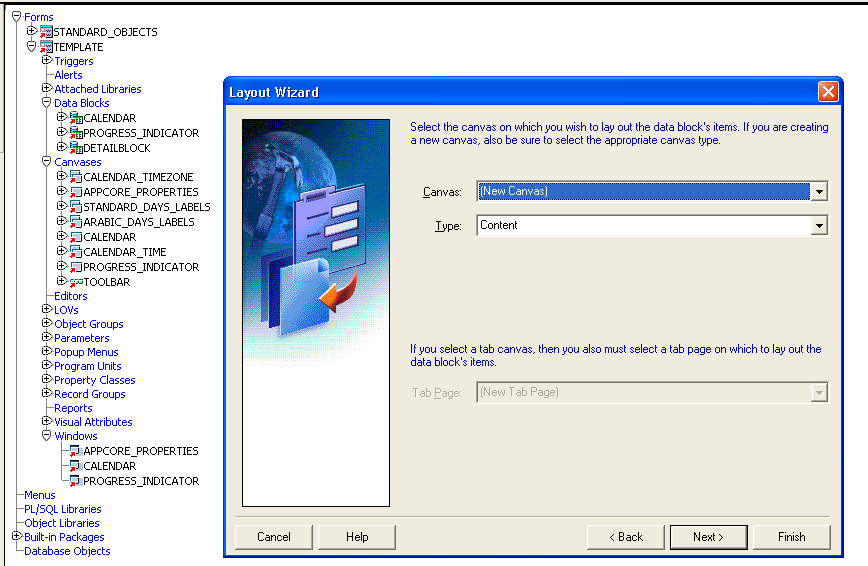 Forms
STANDARD_OBJECTS
TEMPLATE
Triggers
Alerts
Attached Libraries
Data Blocks
CALENDAR
PROGRESS_INDICATOR
DETAILBLOCK
Canvases
CALENDAR_TIMEZONE
APPCORE_PROPERTIES
STANDARD_DAYS_LABELS
ARABIC_DAYS_LABELS
CALENDAR
CALENDAR_TIME
PROGRESS_INDICATOR
TOOLBAR
Editors
LOVs
Object Groups
Parameters
Popup Menus
Program Units
Property Classes
Record Groups
Reports
Visual Attributes
Windows
APPCORE_PROPERTIES
CALENDAR
PROGRESS_INDICATOR
Menus
PL/SQL Libraries
Object Libraries
Built-in Packages
Database Objects
Layout Wizard
Select the canvas on which you wish to lay out the data block's items. If you are creating
a new canvas, also be sure to select the appropriate canvas type.
Canvas: (New Canvas)
Type: Content
If you select a tab canvas, then you also must select a tab page on which to lay out the
data block's items.
Tab Page: (New Tab Page)
Cancel Help < Back Next > Finish